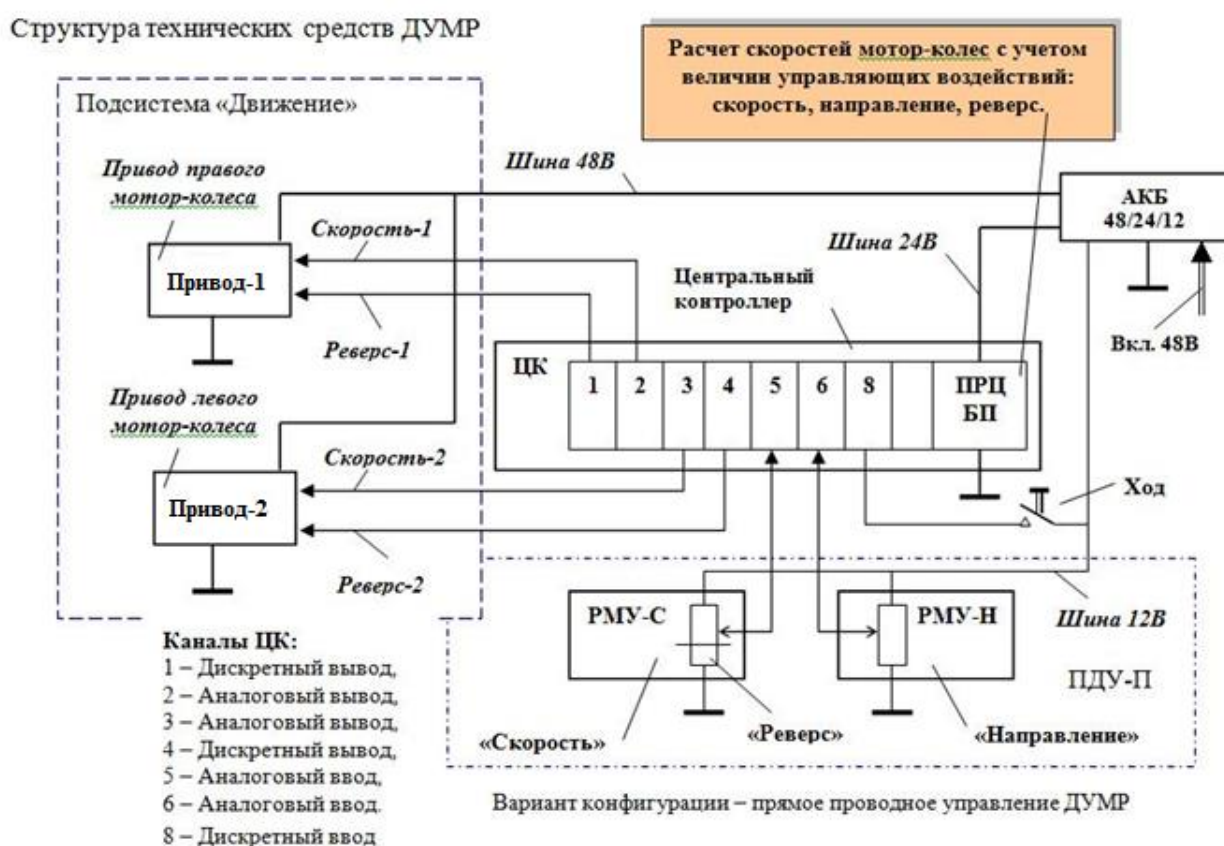 Структура технических средств ДУМР
Расчет скоростей мотор-колес с учетом
величин управляющих воздействий:
скорость, направление, реверс.
Подсистема «Движение»
Привод правого
мотор-колеса
Шина 48В
АКБ
48/24/12
Скорость-1
Шина 24В
Привод-1
Центральный
контроллер
Реверс-1
Вкл. 48В
ЦК
1
2
3
4
5
6
8
ПРЦ
БП
Привод левого
мотор-колеса
Скорость-2
Ход
Привод-2
Реверс-2
РМУ-С
РМУ-Н
Шина 12В
ПДУ-П
«Скорость»
«Реверс»
«Направление»
Каналы ЦК:
1 – Дискретный вывод,
2 – Аналоговый вывод,
3 – Аналоговый вывод,
4 – Дискретный вывод,
5 – Аналоговый ввод,
6 – Аналоговый ввод.
8 – Дискретный ввод
Вариант конфигурации – прямое проводное управление ДУМР